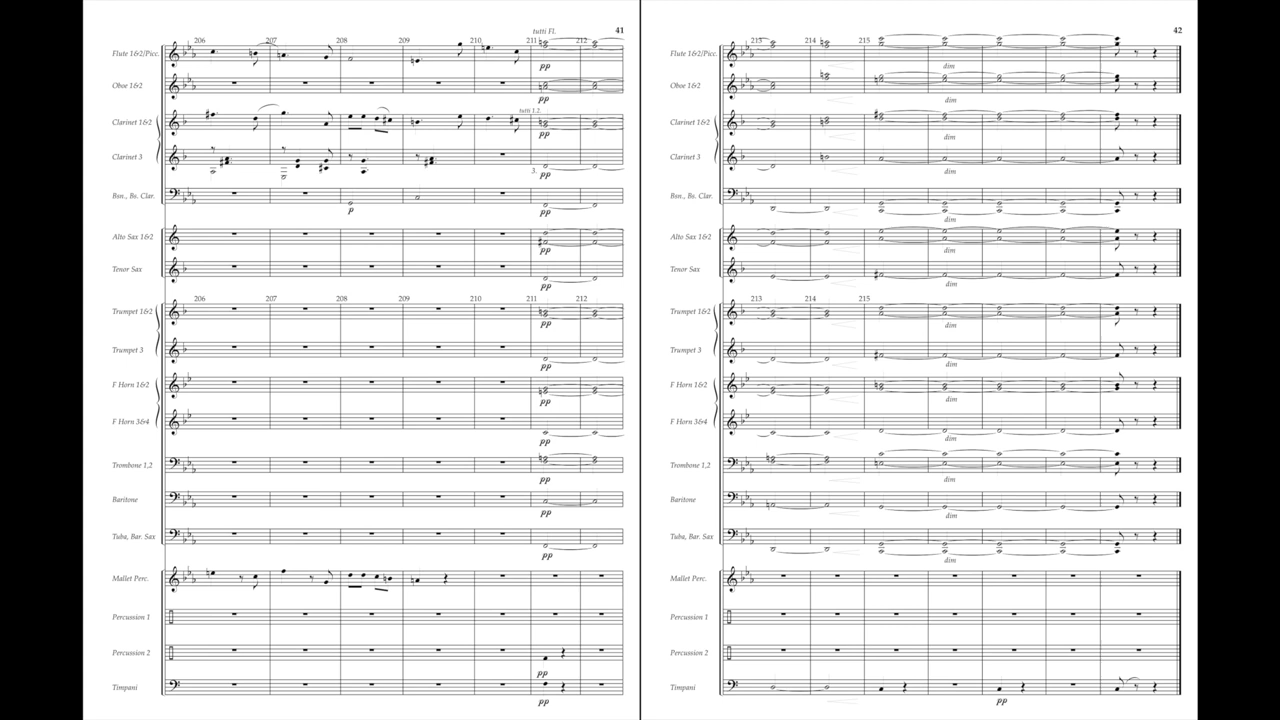 tutti Fl. 41
206 207 208 209 210 211 212
Flute 1&2/Picc.
pp
Oboe 1&2
pp
tutti 1.2.
Clarinet 1&2
pp
Clarinet 3
3. pp
Bsn., Bs. Clar.
p pp
Alto Sax 1&2
pp
Tenor Sax
pp
206 207 208 209 210 211 212
Trumpet 1&2
pp
Trumpet 3
pp
F Horn 1&2
pp
F Horn 3&4
pp
Trombone 1,2
pp
Baritone
pp
Tuba, Bar. Sax
pp
Mallet Perc.
Percussion 1
Percussion 2
pp
Timpani
pp
42
213 214 215
Flute 1&2/Picc.
dim
Oboe 1&2
dim
Clarinet 1&2
dim
Clarinet 3
dim
Bsn., Bs. Clar.
dim
Alto Sax 1&2
dim
Tenor Sax
dim
213 214 215
Trumpet 1&2
dim
Trumpet 3
dim
F Horn 1&2
dim
F Horn 3&4
dim
Trombone 1,2
dim
Baritone
dim
Tuba, Bar. Sax
dim
Mallet Perc.
Percussion 1
Percussion 2
Timpani
pp